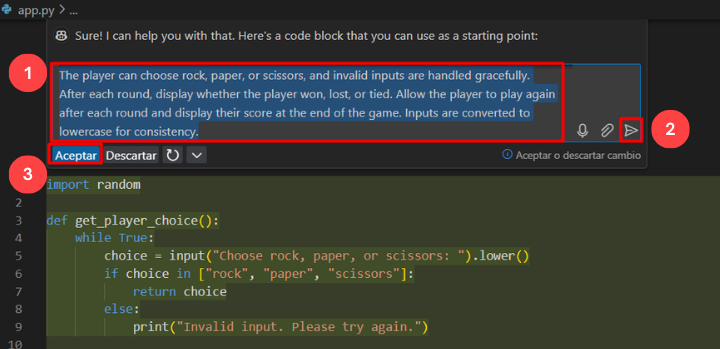 app.py > ...
Sure! I can help you with that. Here's a code block that you can use as a starting point:
1
The player can choose rock, paper, or scissors, and invalid inputs are handled gracefully.
After each round, display whether the player won, lost, or tied. Allow the player to play again
after each round and display their score at the end of the game. Inputs are converted to
lowercase for consistency.
2
3
Aceptar Descartar Aceptar o descartar cambio
import random
2
3 def get_player_choice():
4 while True:
5 choice = input("Choose rock, paper, or scissors: ").lower()
6 if choice in ["rock", "paper", "scissors"]:
7 return choice
8 else:
9 print("Invalid input. Please try again.")
10